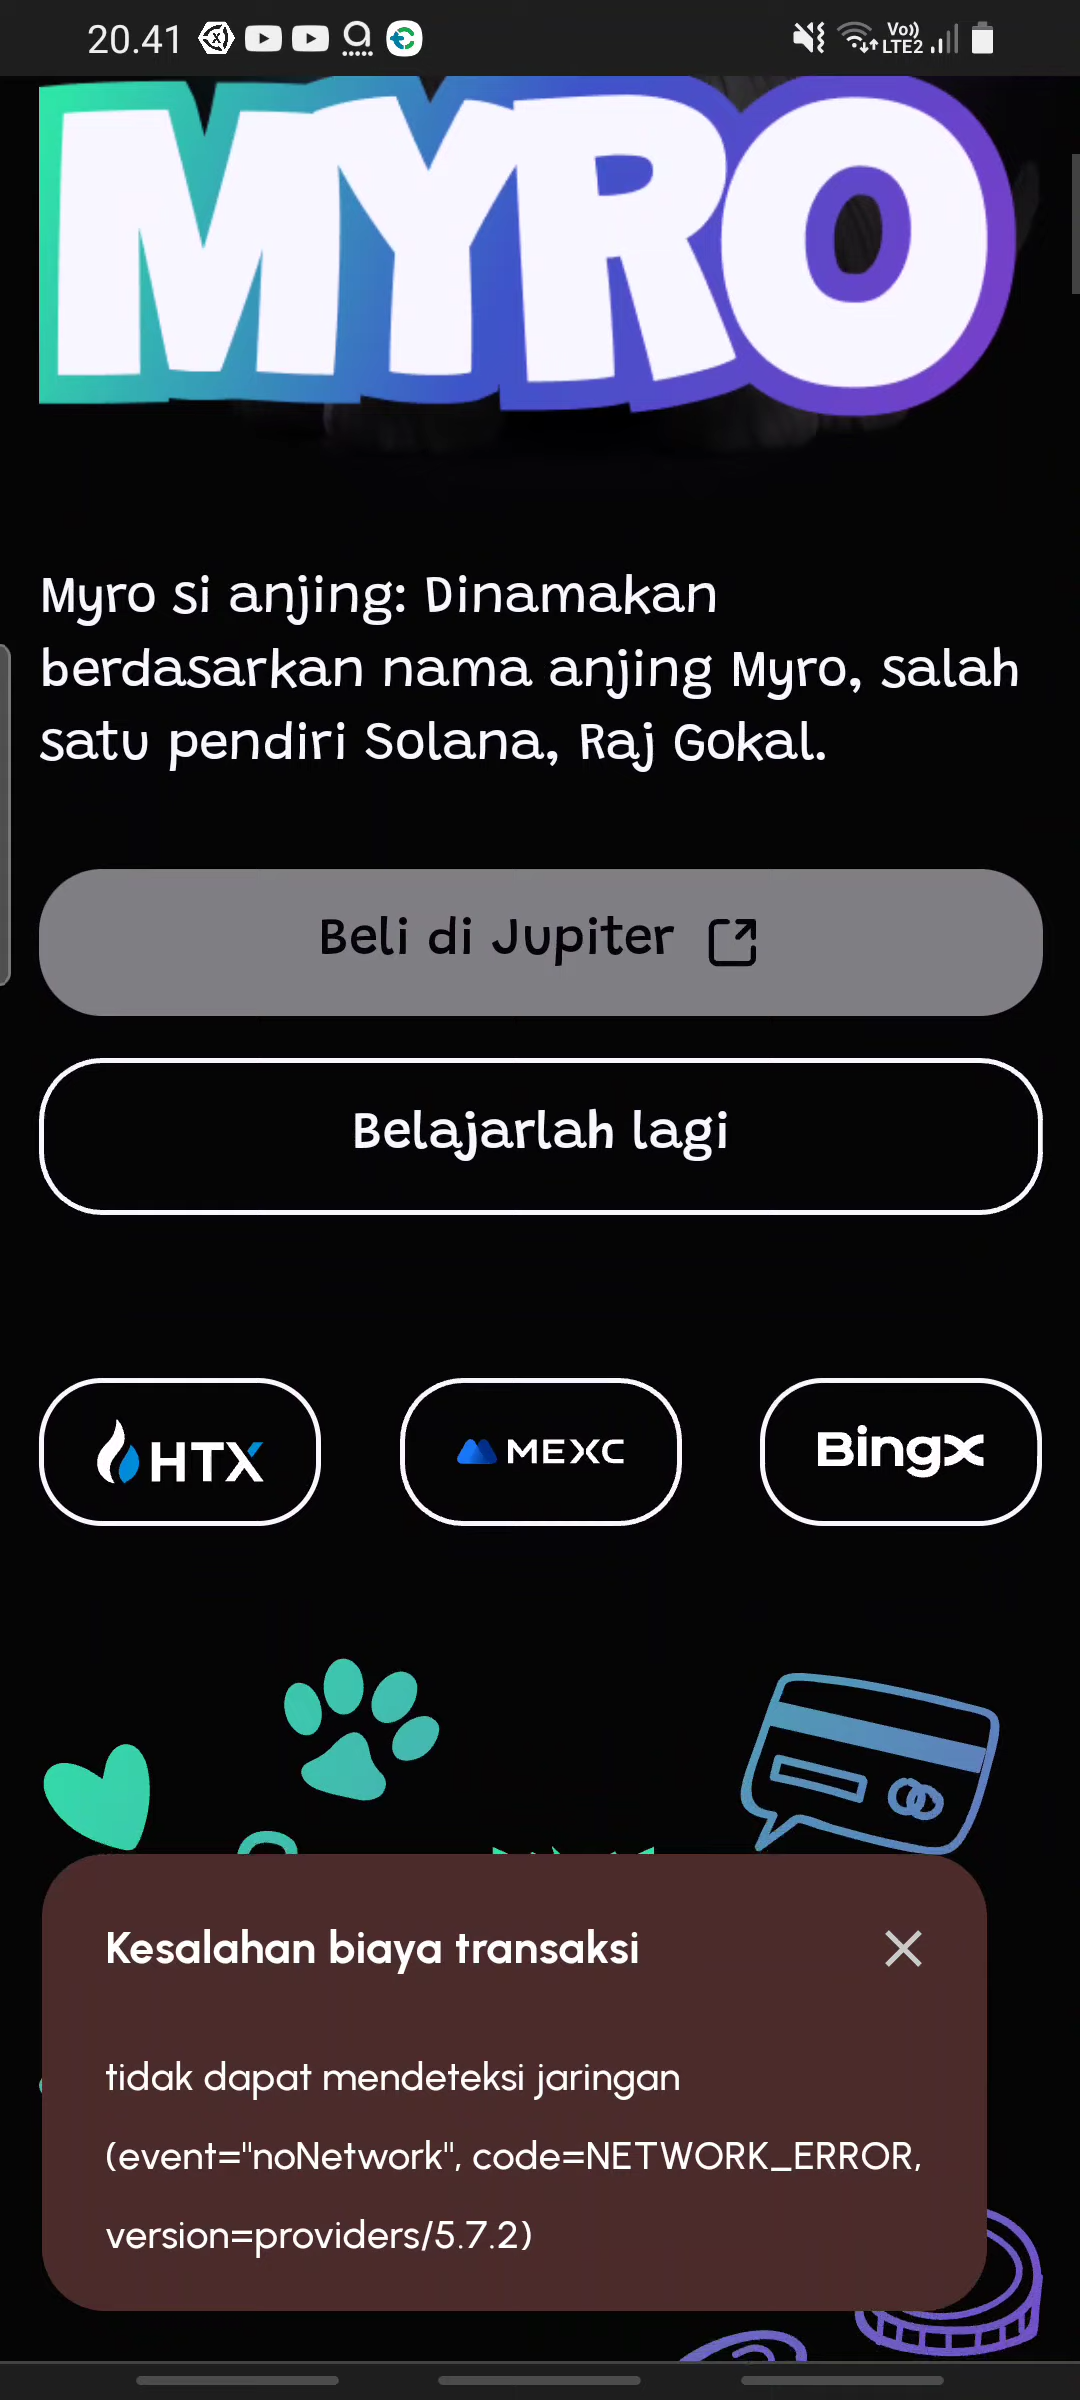 20.41
Vo))
LTE2
MYRO
Myro si anjing: Dinamakan
berdasarkan nama anjing Myro, salah
satu pendiri Solana, Raj Gokal.
Beli di Jupiter
Belajarlah lagi
HTX
MEXC
BingX
Kesalahan biaya transaksi
tidak dapat mendeteksi jaringan
(event="noNetwork", code=NETWORK_ERROR,
version=providers/5.7.2)